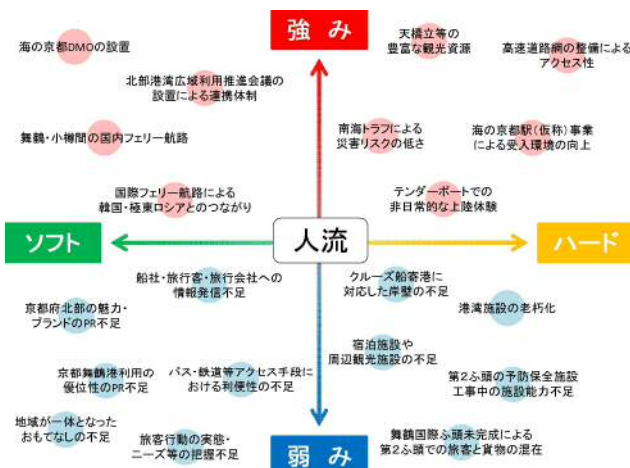 強み
海の京都DMOの設置
天橋立等の
豊富な観光資源
高速道路網の整備による
アクセス性
北部港湾広域利用推進会議の
設置による連携体制
舞鶴・小樽間の国内フェリー航路
南海トラフによる
災害リスクの低さ
海の京都駅(仮称)事業
による受入環境の向上
国際フェリー航路による
韓国・極東ロシアとのつながり
テンダーボートでの
非日常的な上陸体験
ソフト
人流
ハード
船社・旅行客・旅行会社への
情報発信不足
クルーズ船寄港に
対応した岸壁の不足
京都府北部の魅力・
ブランドのPR不足
港湾施設の老朽化
宿泊施設や
周辺観光施設の不足
京都舞鶴港利用の
優位性のPR不足
バス・鉄道等アクセス手段に
おける利便性の不足
第2ふ頭の予防保全施設
工事中の施設能力不足
地域が一体となった
おもてなしの不足
旅客行動の実態・
ニーズ等の把握不足
弱み
舞鶴国際ふ頭未完成による
第2ふ頭での旅客と貨物の混在